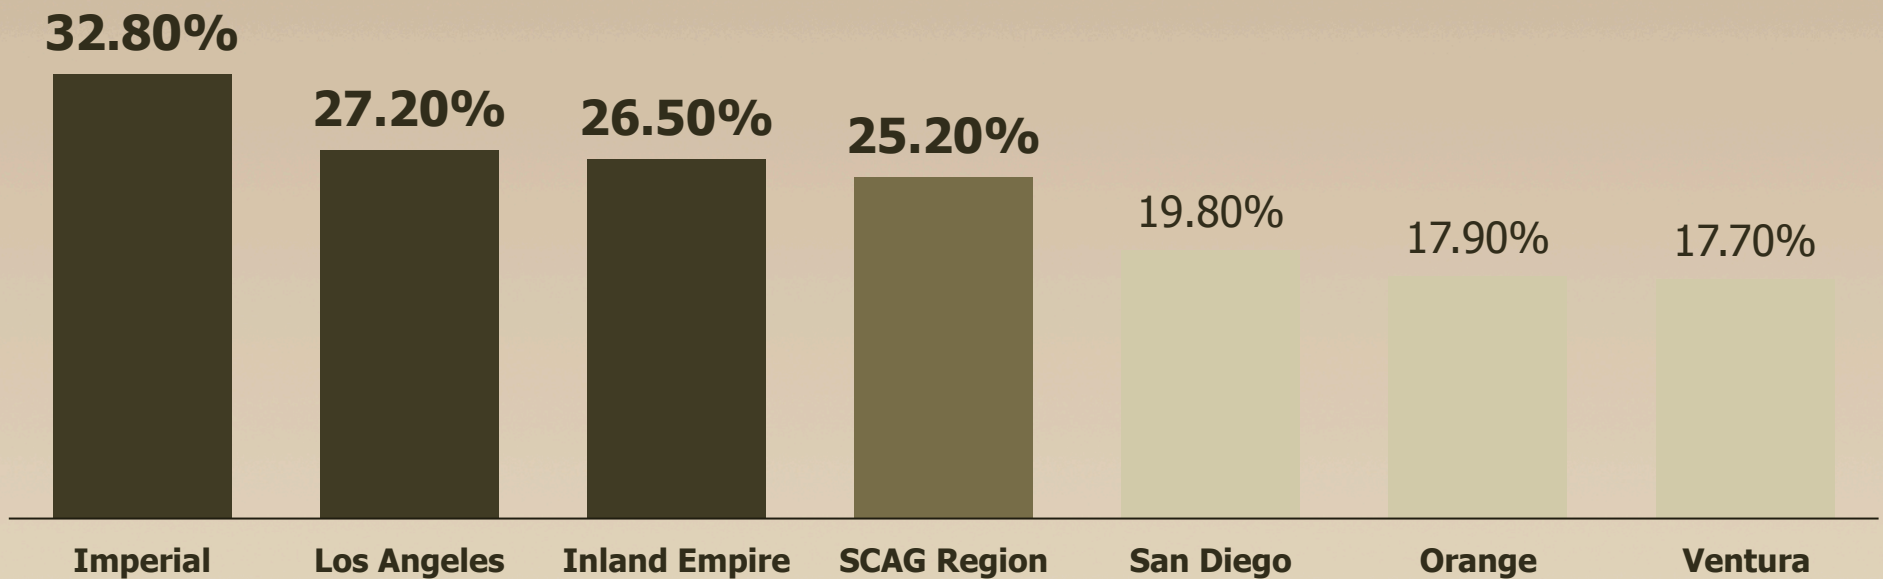 32.80%
27.20%
26.50%
25.20%
19.80%
17.90%
17.70%
Imperial
Los Angeles
Inland Empire
SCAG Region
San Diego
Orange
Ventura